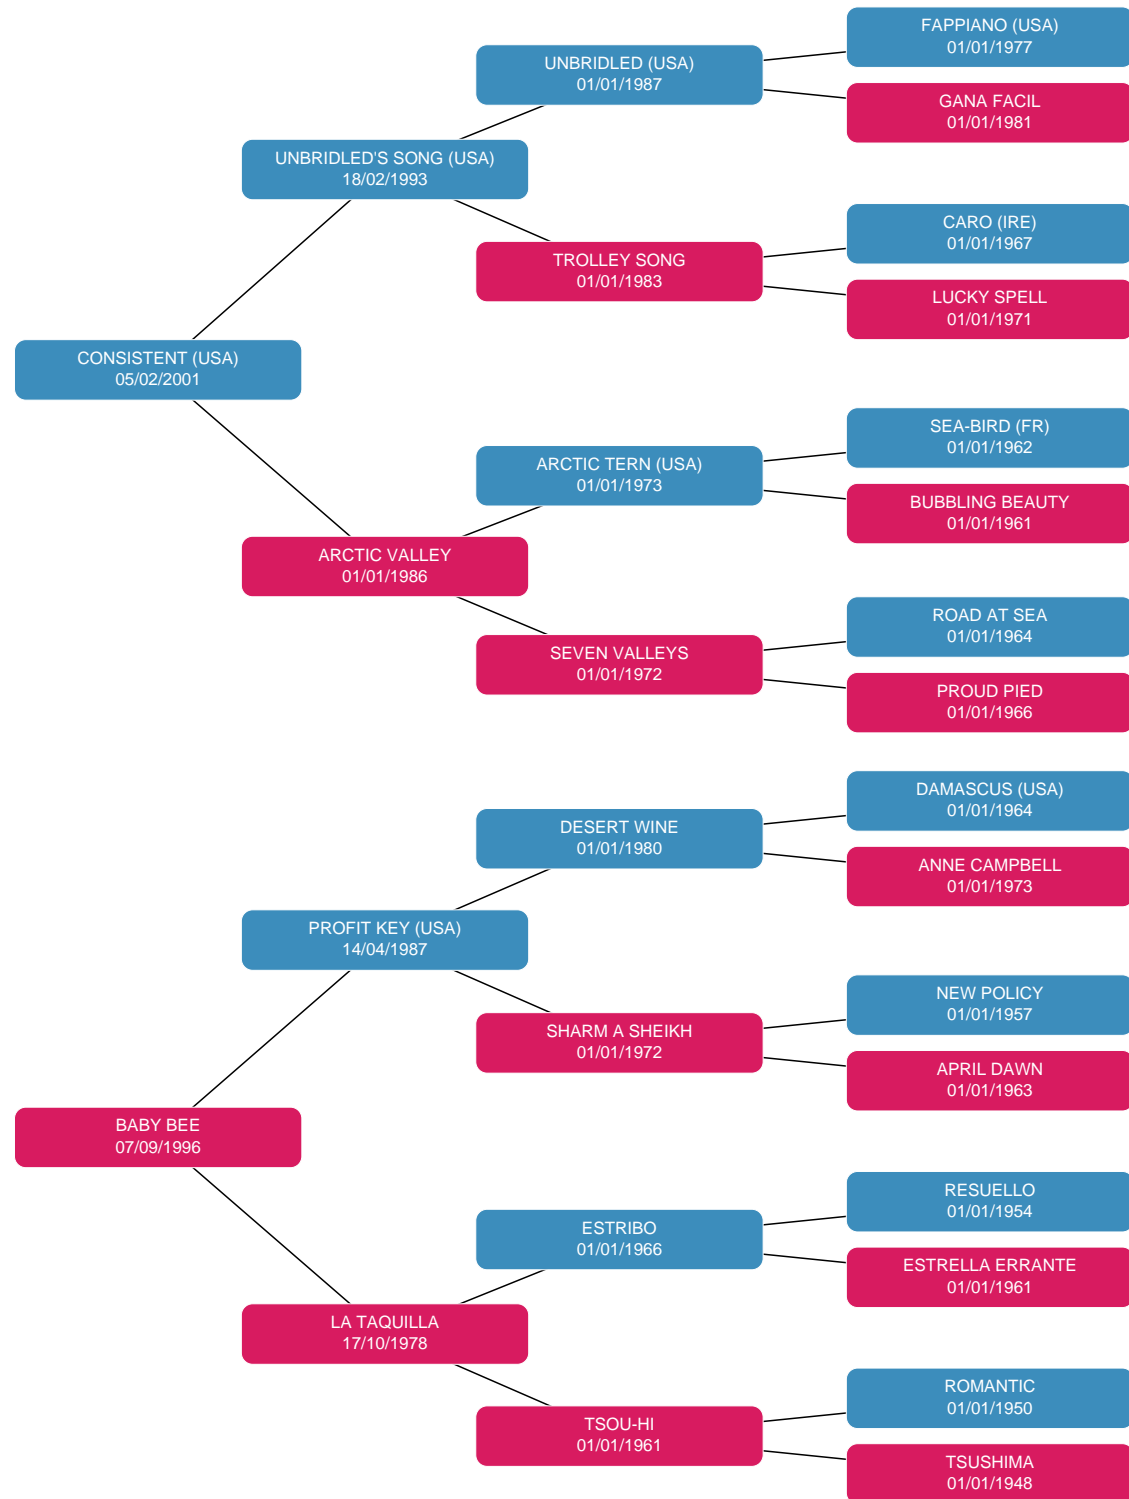 FAPPIANO (USA)
01/01/1977
UNBRIDLED (USA)
01/01/1987
GANA FACIL
01/01/1981
UNBRIDLED'S SONG (USA)
18/02/1993
CARO (IRE)
01/01/1967
TROLLEY SONG
01/01/1983
LUCKY SPELL
01/01/1971
CONSISTENT (USA)
05/02/2001
SEA-BIRD (FR)
01/01/1962
ARCTIC TERN (USA)
01/01/1973
BUBBLING BEAUTY
01/01/1961
ARCTIC VALLEY
01/01/1986
ROAD AT SEA
01/01/1964
SEVEN VALLEYS
01/01/1972
PROUD PIED
01/01/1966
DAMASCUS (USA)
01/01/1964
DESERT WINE
01/01/1980
ANNE CAMPBELL
01/01/1973
PROFIT KEY (USA)
14/04/1987
NEW POLICY
01/01/1957
SHARM A SHEIKH
01/01/1972
APRIL DAWN
01/01/1963
BABY BEE
07/09/1996
RESUELLO
01/01/1954
ESTRIBO
01/01/1966
ESTRELLA ERRANTE
01/01/1961
LA TAQUILLA
17/10/1978
ROMANTIC
01/01/1950
TSOU-HI
01/01/1961
TSUSHIMA
01/01/1948